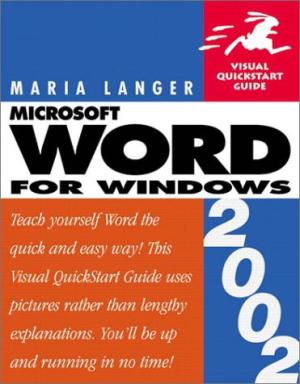 VISUAL
QUICKSTART
GUIDE
MARIA LANGER
MICROSOFT
WORD
FOR WINDOWS
2002
Teach yourself Word the
quick and easy way! This
Visual QuickStart Guide uses
pictures rather than lengthy
explanations. You'll be up
and running in no time!